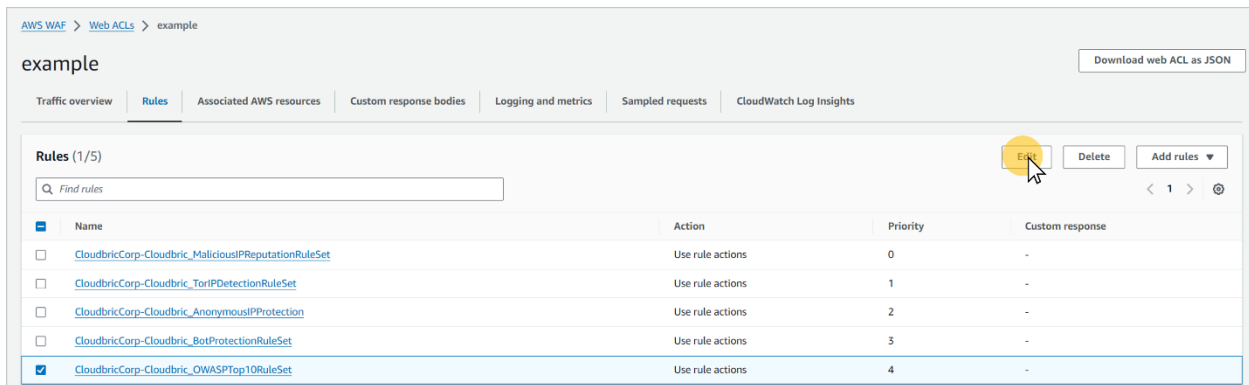 AWS WAF > Web ACLs > example
example
Download web ACL as JSON
Traffic overview Rules Associated AWS resources Custom response bodies Logging and metrics Sampled requests CloudWatch Log Insights
Rules (1/5)
Edit Delete Add rules ▼
Find rules
< 1 >
Name Action Priority Custom response
CloudbricCorp-Cloudbric_MaliciousIPReputationRuleSet Use rule actions 0 -
CloudbricCorp-Cloudbric_TorIPDetectionRuleSet Use rule actions 1 -
CloudbricCorp-Cloudbric_AnonymousIPProtection Use rule actions 2 -
CloudbricCorp-Cloudbric_BotProtectionRuleSet Use rule actions 3 -
CloudbricCorp-Cloudbric_OWASPTop10RuleSet Use rule actions 4 -